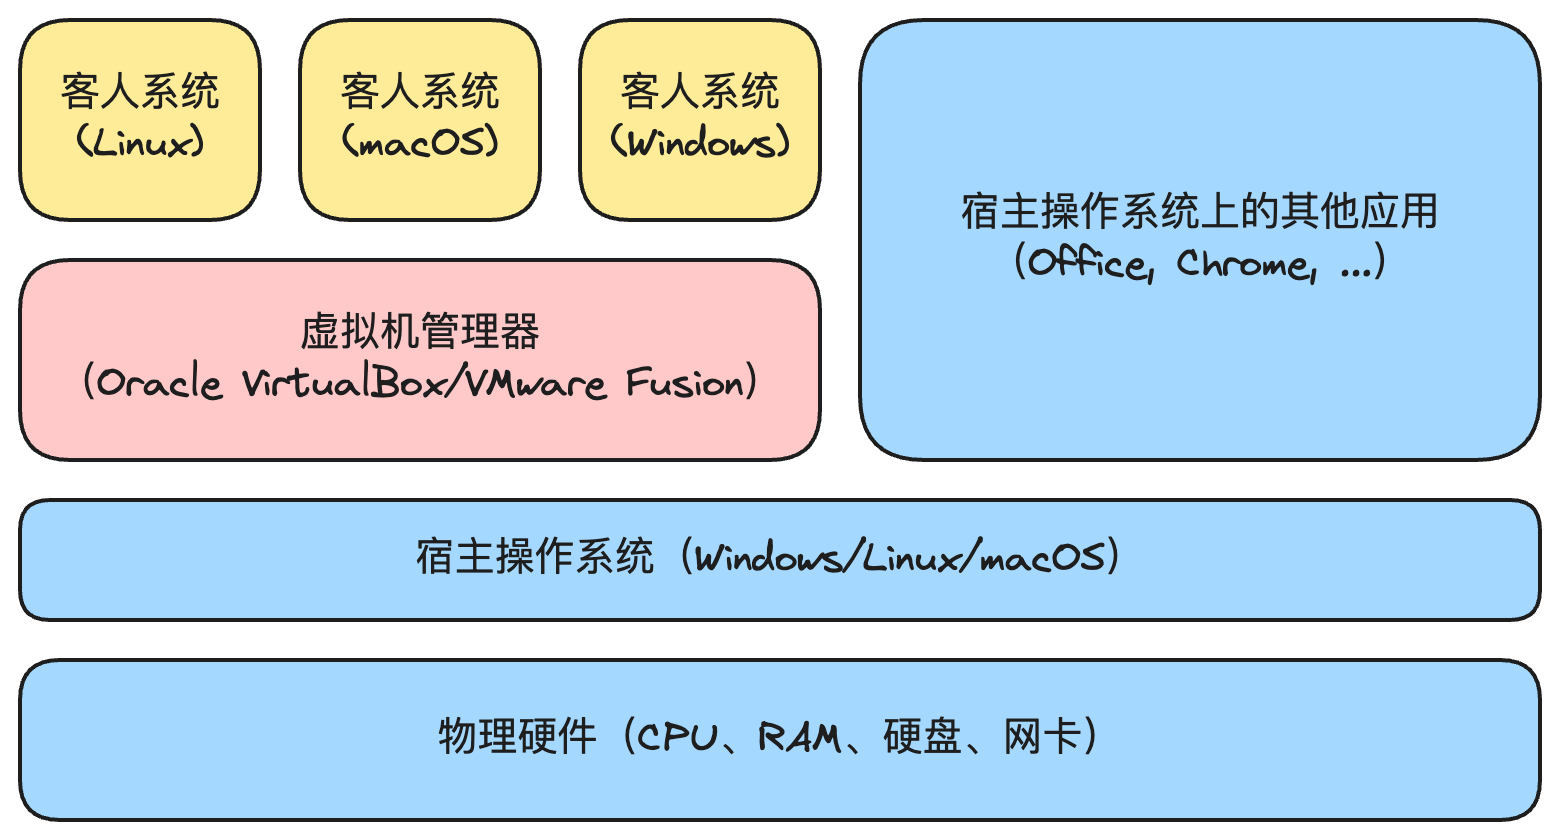 客人系统
(Linux)
客人系统
(macOS)
客人系统
(Windows)
宿主操作系统上的其他应用
(Office, Chrome, ...)
虚拟机管理器
(Oracle VirtualBox/VMware Fusion)
宿主操作系统（Windows/Linux/macOS）
物理硬件（CPU、RAM、硬盘、网卡）